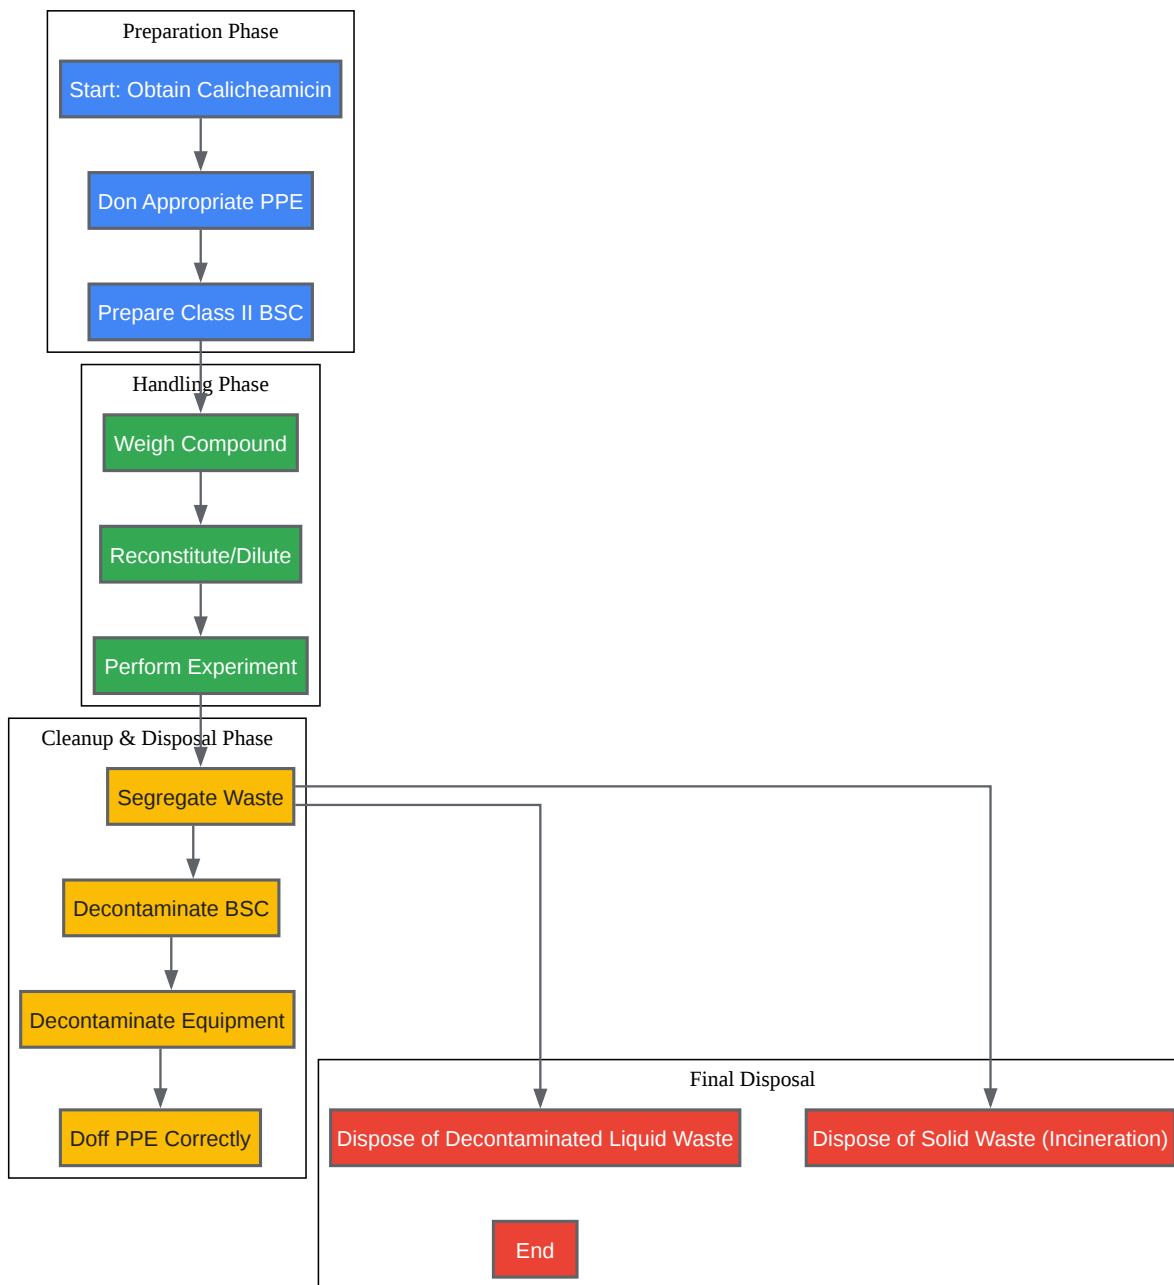 Preparation Phase
Start: Obtain Calicheamicin
Don Appropriate PPE
Prepare Class II BSC
Handling Phase
Weigh Compound
Reconstitute/Dilute
Perform Experiment
Cleanup & Disposal Phase
Segregate Waste
Decontaminate BSC
Decontaminate Equipment
Doff PPE Correctly
Final Disposal
Dispose of Decontaminated Liquid Waste
Dispose of Solid Waste (Incineration)
End